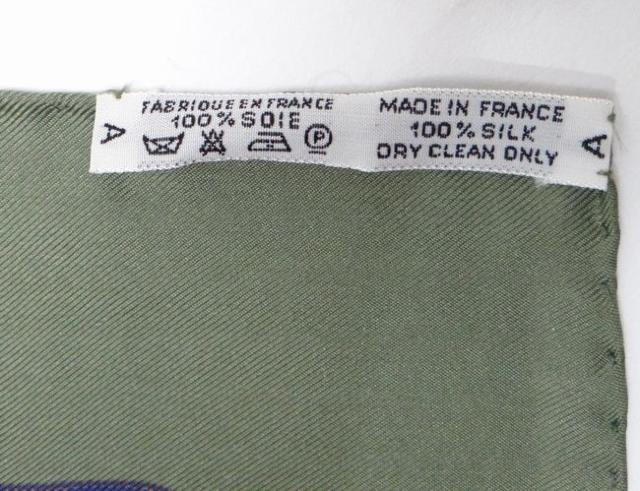 A
FABRIQUE EN FRANCE
100% SOIE
P
MADE IN FRANCE
100% SILK
DRY CLEAN ONLY
A